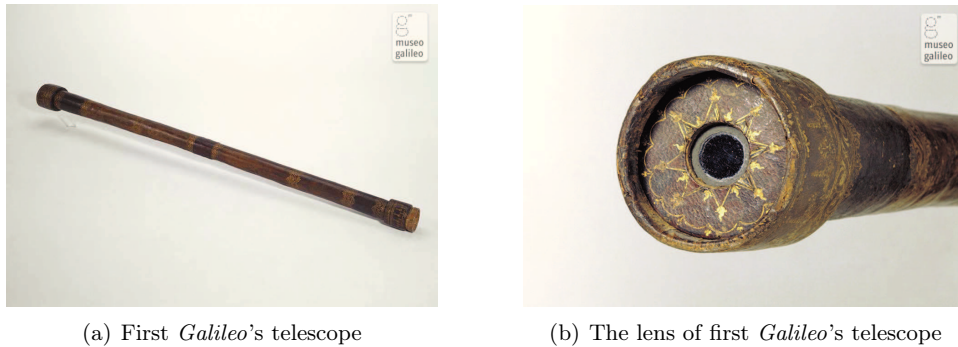 museo
galileo
museo
galileo
(a) First Galileo's telescope
(b) The lens of first Galileo's telescope